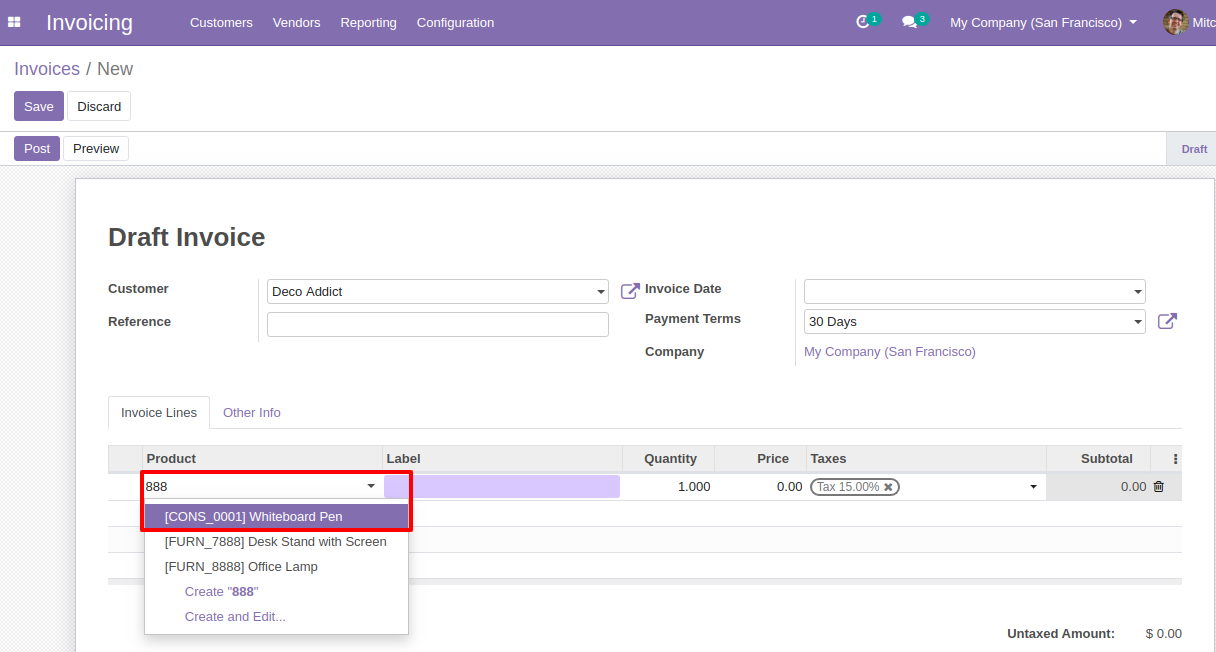 Invoicing Customers Vendors Reporting Configuration 1 3 My Company (San Francisco) Mitc
Invoices / New
Save Discard
Post Preview Draft
Draft Invoice
Customer Deco Addict Invoice Date
Reference Payment Terms 30 Days
Company My Company (San Francisco)
Invoice Lines Other Info
Product Label Quantity Price Taxes Subtotal
888 1.000 0.00 Tax 15.00% 0.00
[CONS_0001] Whiteboard Pen
[FURN_7888] Desk Stand with Screen
[FURN_8888] Office Lamp
Create "888"
Create and Edit...
Untaxed Amount: $ 0.00